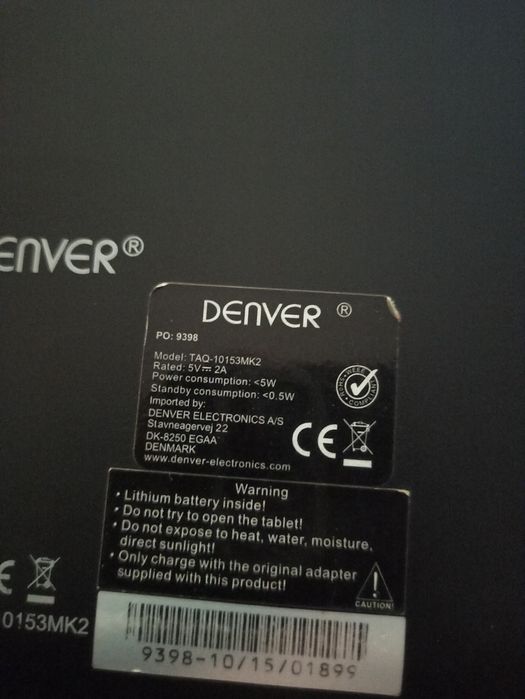 ENVER®
DENVER ®
PO: 9398
Model: TAQ-10153MK2
Rated: 5V⎓ 2A
Power consumption: <5W
Standby consumption: <0.5W
Imported by:
DENVER ELECTRONICS A/S
Stavneagervej 22
DK-8250 EGAA
DENMARK
www.denver-electronics.com
CE
Warning
• Lithium battery inside!
• Do not try to open the tablet!
• Do not expose to heat, water, moisture,
direct sunlight!
• Only charge with the original adapter
supplied with this product!
CAUTION!
0153MK2
9398-10/15/01899